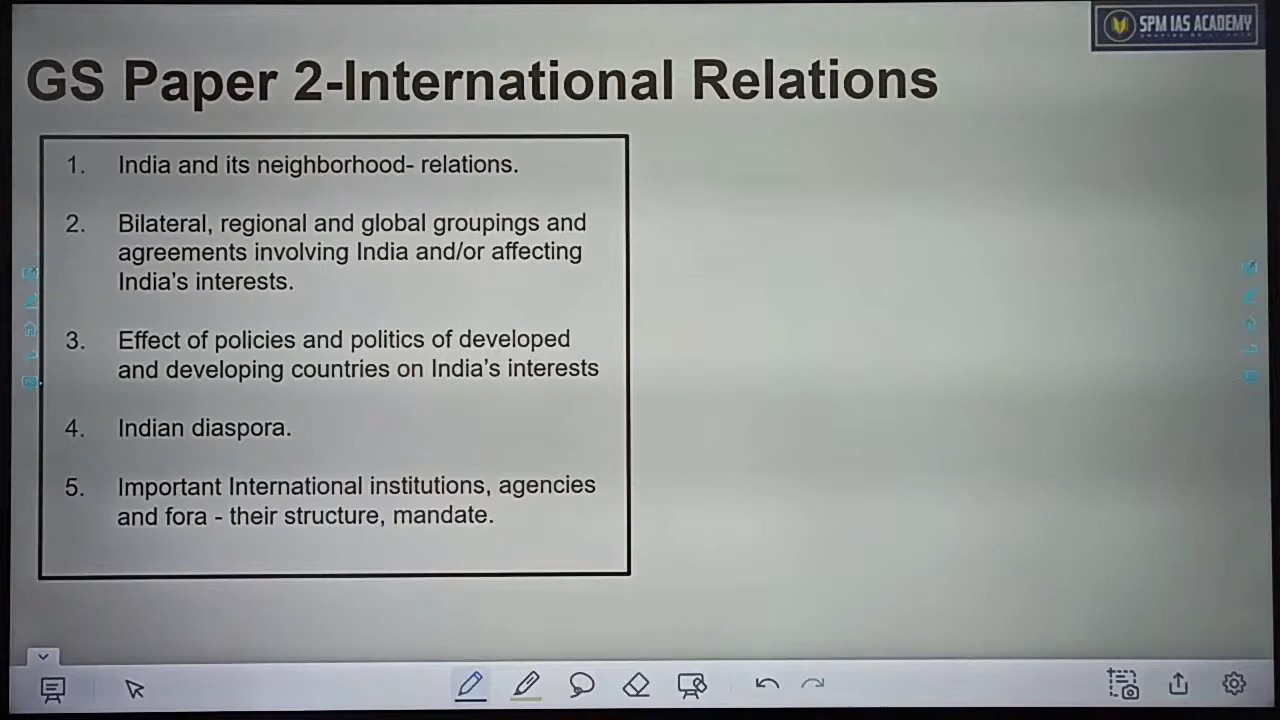 SPM IAS ACADEMY
GS Paper 2-International Relations
1. India and its neighborhood- relations.
2. Bilateral, regional and global groupings and
agreements involving India and/or affecting
India's interests.
3. Effect of policies and politics of developed
and developing countries on India's interests
4. Indian diaspora.
5. Important International institutions, agencies
and fora - their structure, mandate.